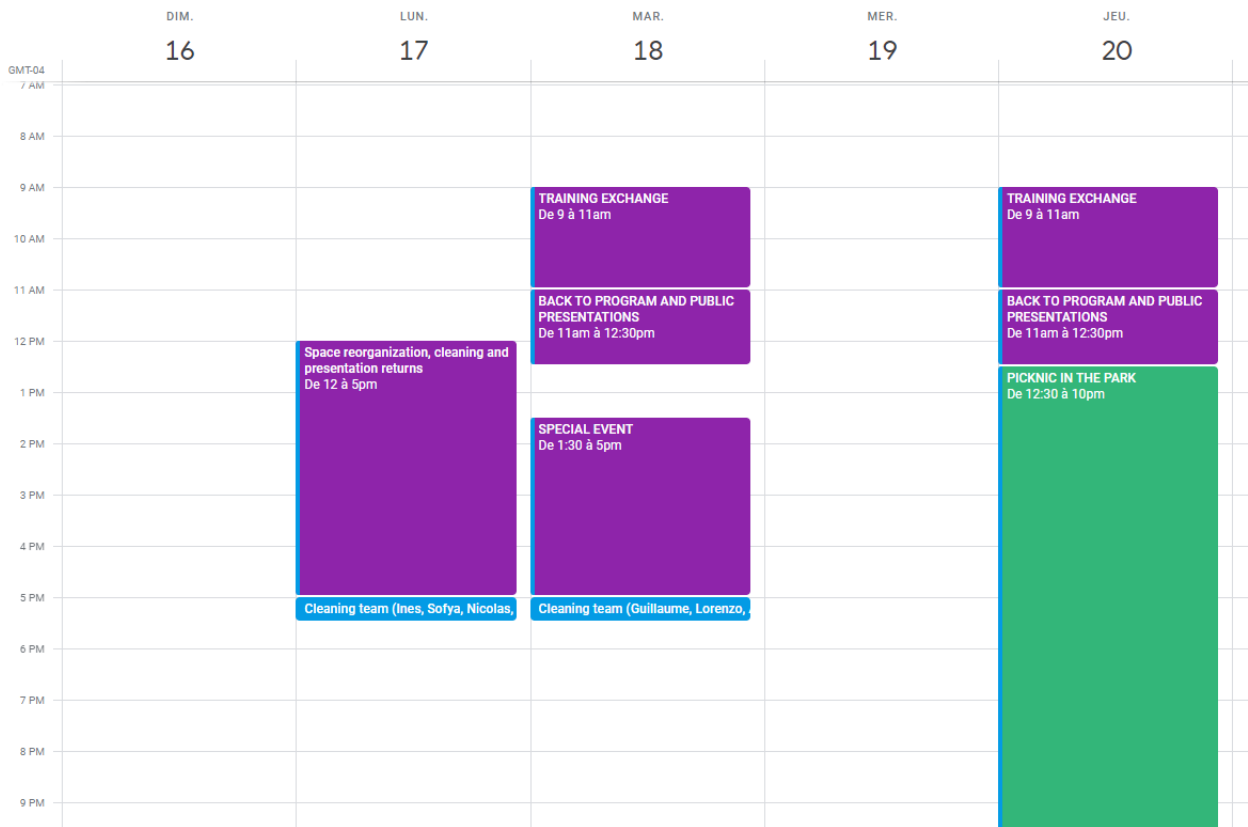 DIM.
16
LUN.
17
MAR.
18
MER.
19
JEU.
20
GMT-04
7 AM
8 AM
9 AM
10 AM
11 AM
12 PM
1 PM
2 PM
3 PM
4 PM
5 PM
6 PM
7 PM
8 PM
9 PM
Space reorganization, cleaning and
presentation returns
De 12 à 5pm
Cleaning team (Ines, Sofya, Nicolas,
TRAINING EXCHANGE
De 9 à 11am
BACK TO PROGRAM AND PUBLIC
PRESENTATIONS
De 11am à 12:30pm
SPECIAL EVENT
De 1:30 à 5pm
Cleaning team (Guillaume, Lorenzo,
TRAINING EXCHANGE
De 9 à 11am
BACK TO PROGRAM AND PUBLIC
PRESENTATIONS
De 11am à 12:30pm
PICKNIC IN THE PARK
De 12:30 à 10pm